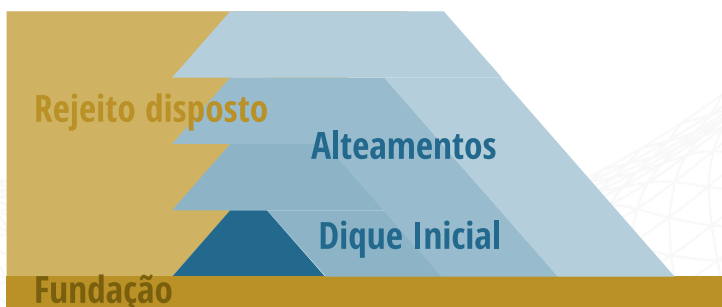 Rejeito disposto
Alteamentos
Dique Inicial
Fundação